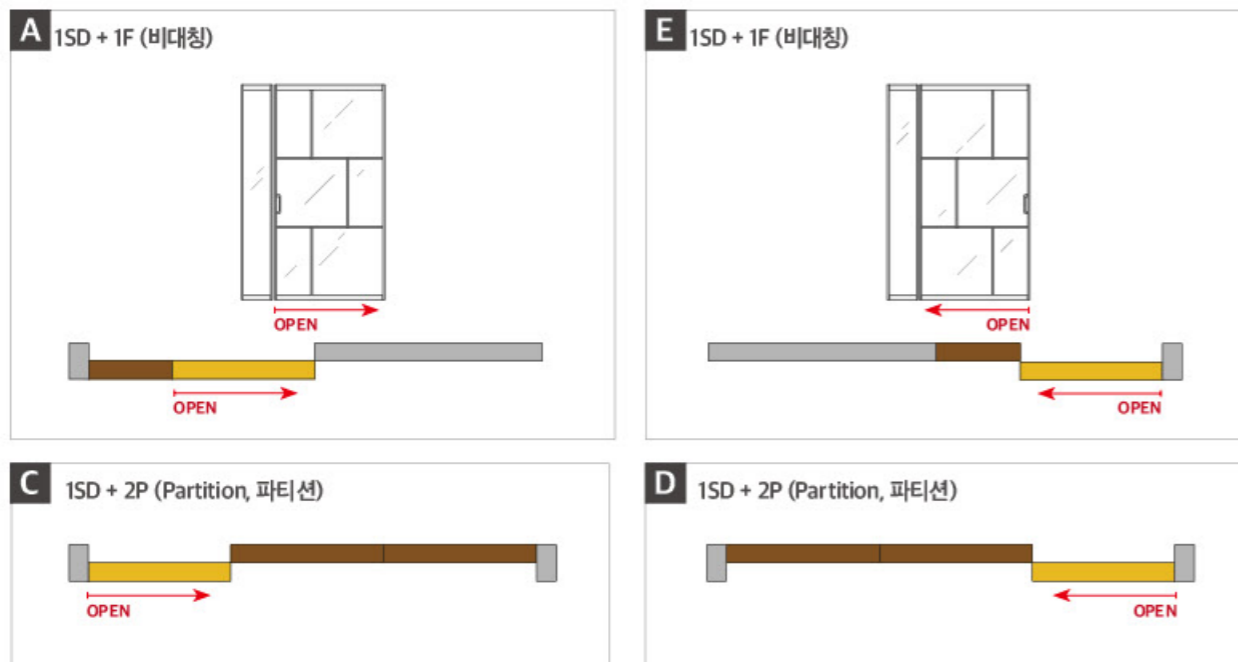 A 1SD + 1F (비대칭)
OPEN
OPEN
E 1SD + 1F (비대칭)
OPEN
OPEN
C 1SD + 2P (Partition, 파티션)
OPEN
D 1SD + 2P (Partition, 파티션)
OPEN